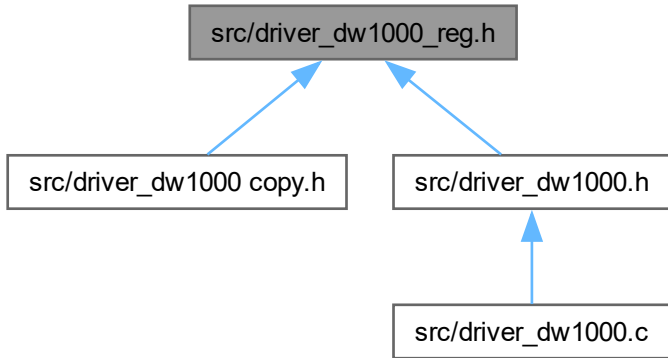 src/driver_dw1000_reg.h
src/driver_dw1000 copy.h
src/driver_dw1000.h
src/driver_dw1000.c